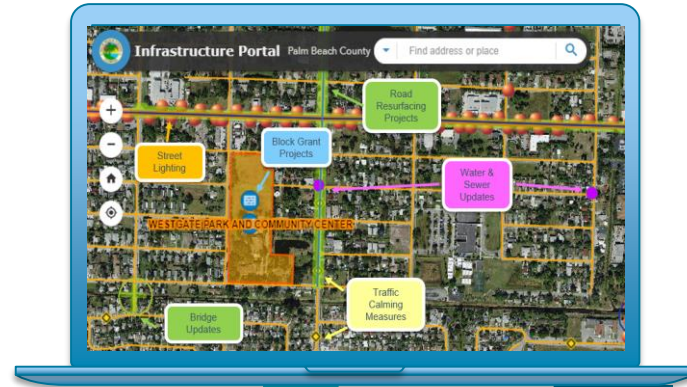 Infrastructure Portal Palm Beach County Find address or place
Road
Resurfacing
Projects
Street
Lighting
Block Grant
Projects
Water &
Sewer
Updates
WESTGATE PARK AND COMMUNITY CENTER
Traffic
Calming
Measures
Bridge
Updates